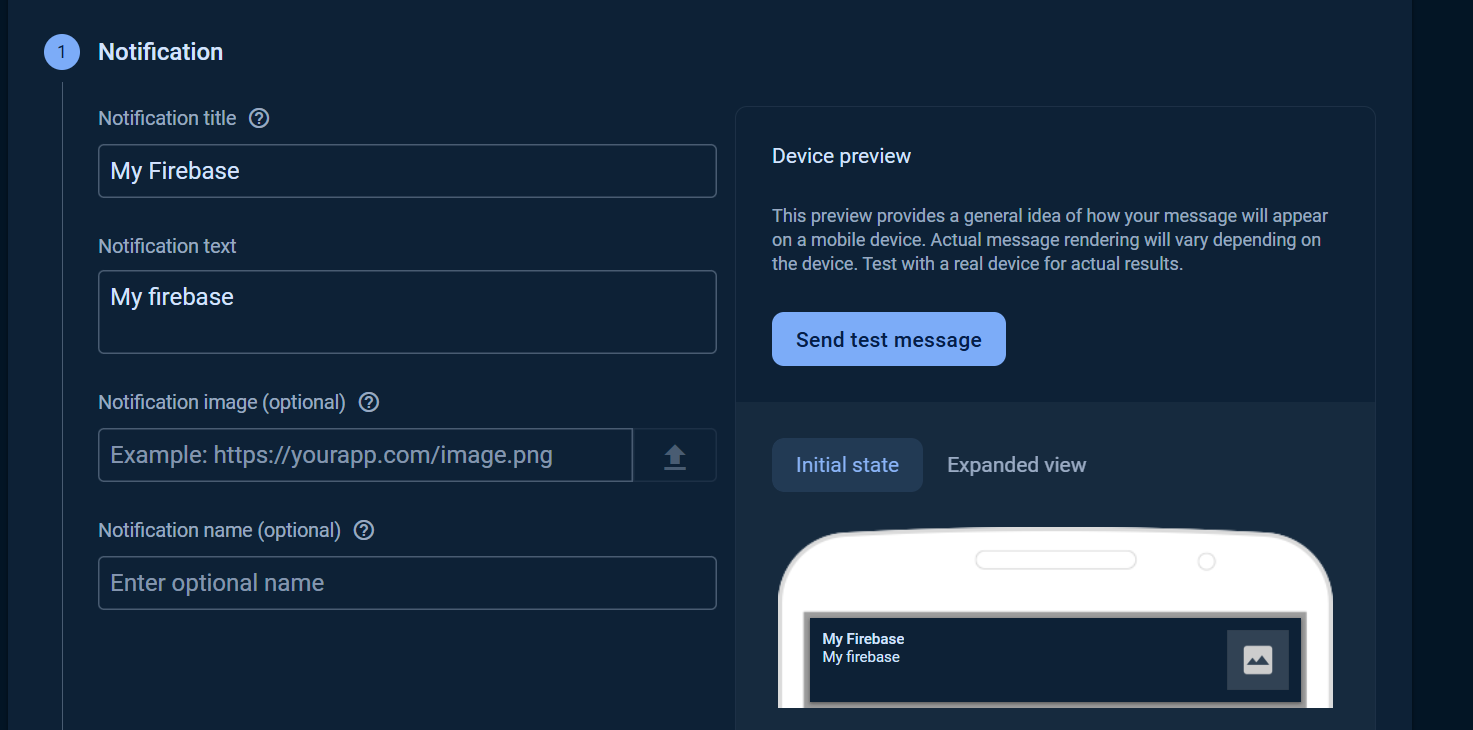 1 Notification
Notification title
My Firebase
Notification text
My firebase
Notification image (optional)
Example: https://yourapp.com/image.png
Notification name (optional)
Enter optional name
Device preview
This preview provides a general idea of how your message will appear
on a mobile device. Actual message rendering will vary depending on
the device. Test with a real device for actual results.
Send test message
Initial state
Expanded view
My Firebase
My firebase